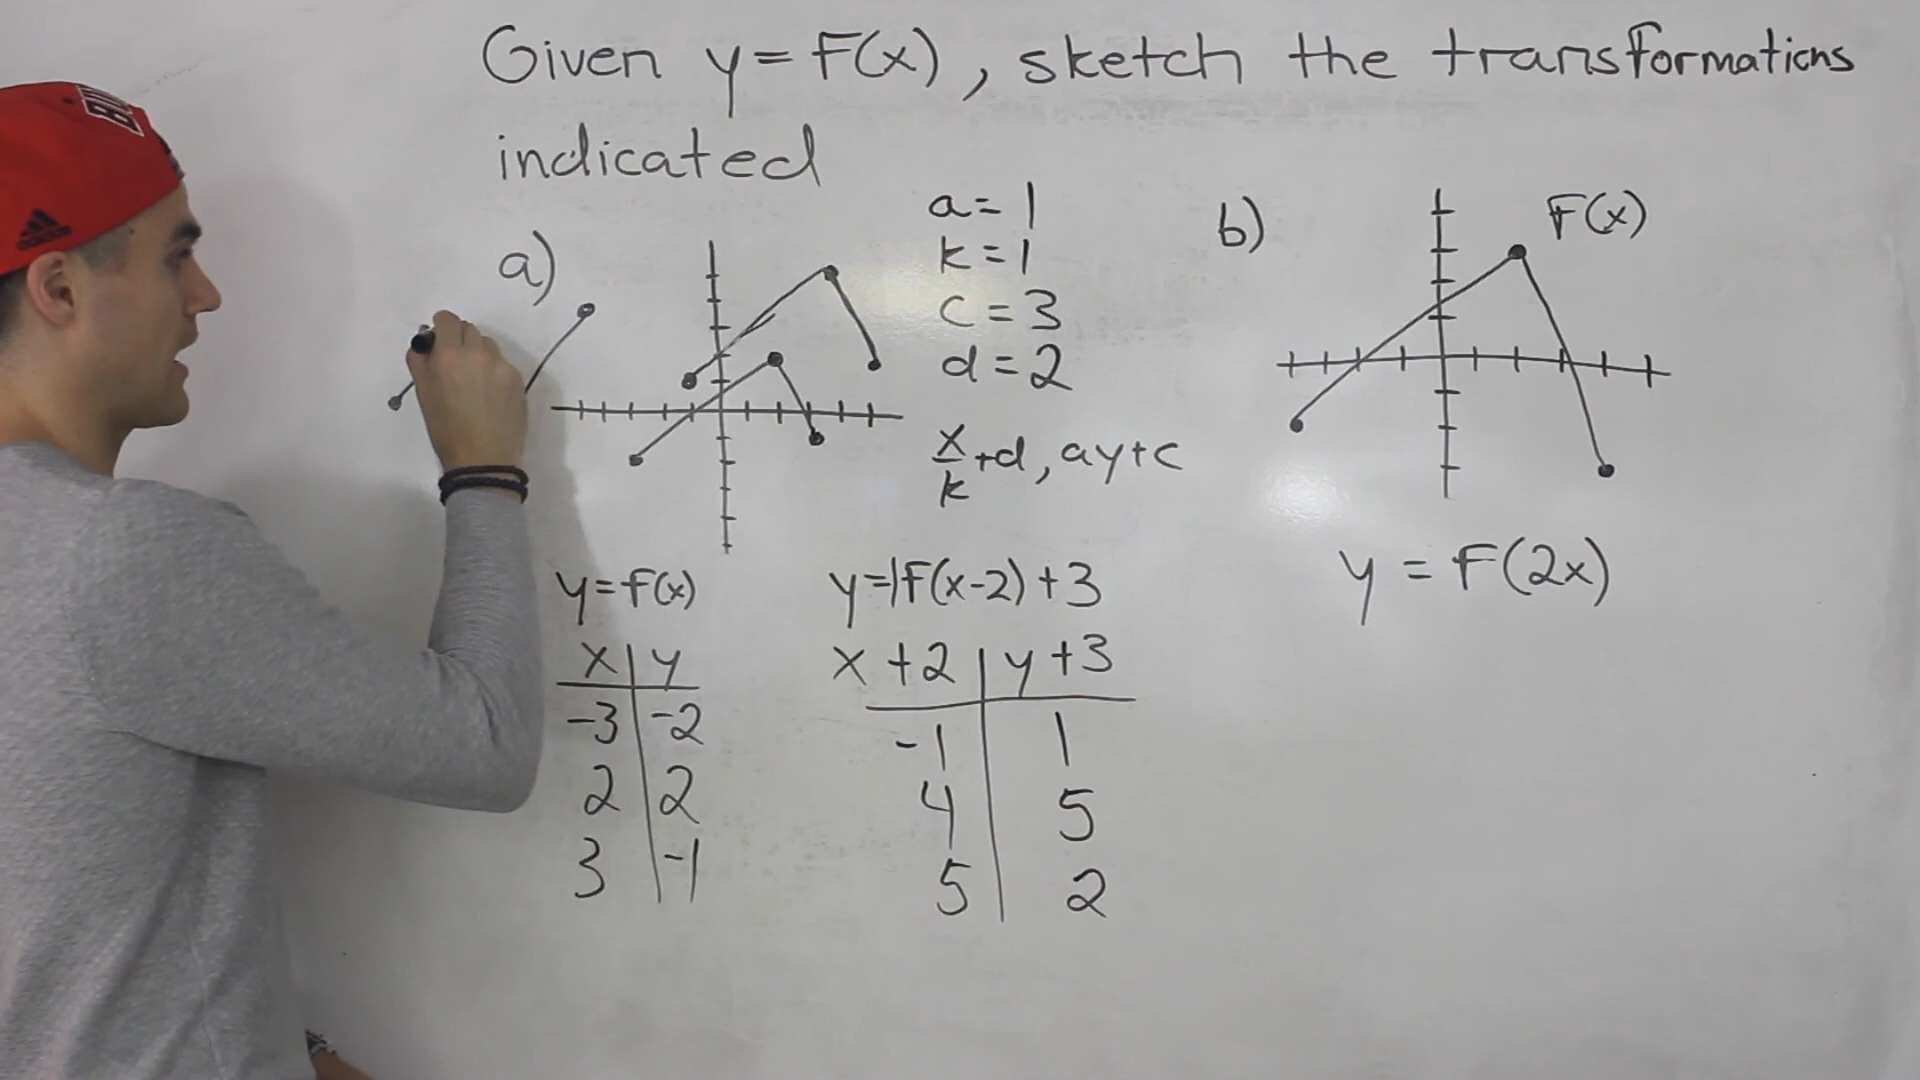 Given y = F(x), sketch the transformations
indicated
a)
a = 1
k = 1
c = 3
d = 2
x/k + d, ay + c
y = F(x)
x | y
-3 | -2
2 | 2
3 | -1
y = 1F(x-2) + 3
x + 2 | y + 3
-1 | 1
4 | 5
5 | 2
b)
F(x)
y = F(2x)